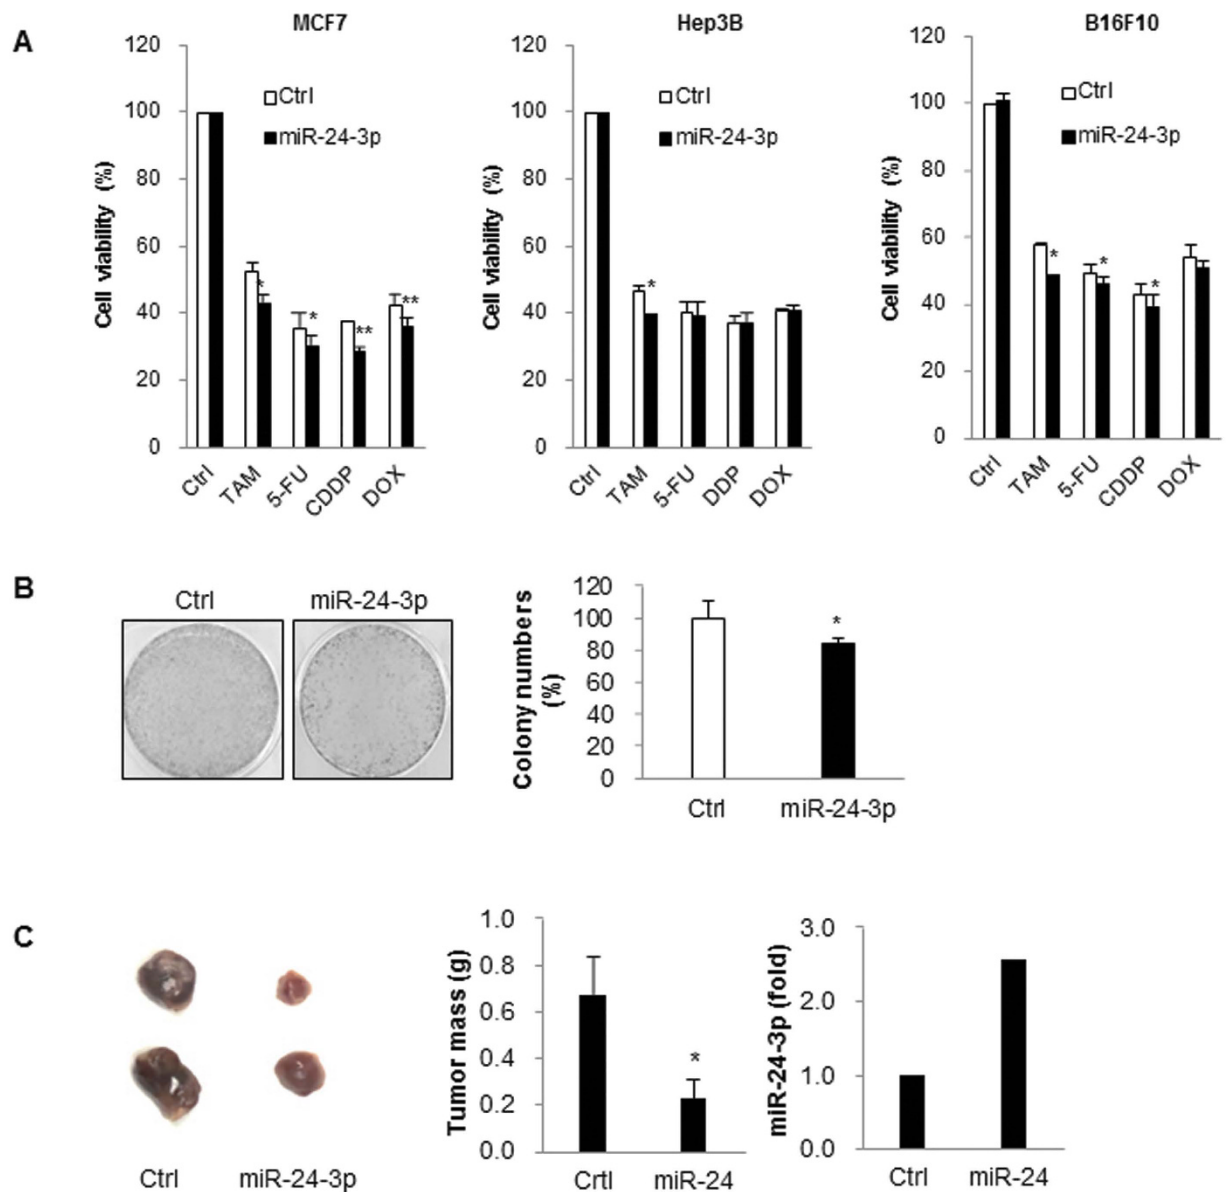 A
MCF7
Cell viability (%)
120
100
80
60
40
20
0
Ctrl
miR-24-3p
*
*
**
**
Ctrl
TAM
5-FU
CDDP
DOX
Hep3B
Cell viability (%)
120
100
80
60
40
20
0
Ctrl
miR-24-3p
*
Ctrl
TAM
5-FU
DDP
DOX
B16F10
Cell viability (%)
120
100
80
60
40
20
0
Ctrl
miR-24-3p
*
*
*
Ctrl
TAM
5-FU
CDDP
DOX
B
Ctrl
miR-24-3p
Colony numbers
(%)
120
100
80
60
40
20
0
*
Ctrl
miR-24-3p
C
Ctrl
miR-24-3p
Tumor mass (g)
1.0
0.8
0.6
0.4
0.2
0.0
*
Crtl
miR-24
miR-24-3p (fold)
3.0
2.0
1.0
0.0
Ctrl
miR-24